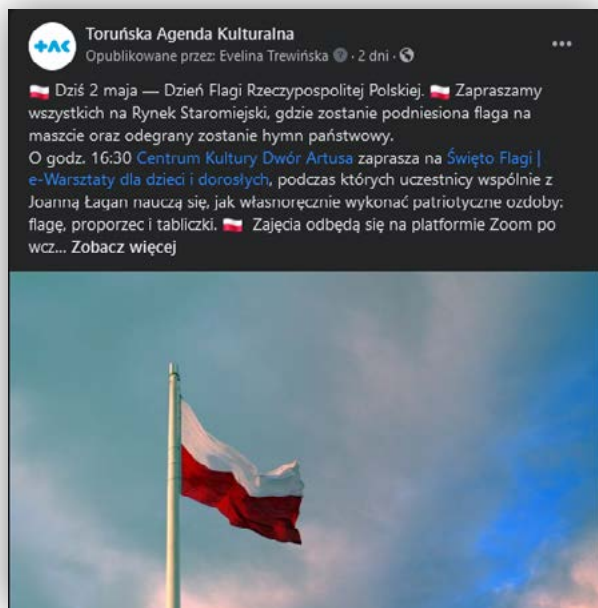 +AC
Toruńska Agenda Kulturalna
Opublikowane przez: Evelina Trewińska · 2 dni ·
🇵🇱 Dziś 2 maja — Dzień Flagi Rzeczypospolitej Polskiej. 🇵🇱 Zapraszamy
wszystkich na Rynek Staromiejski, gdzie zostanie podniesiona flaga na
maszcie oraz odegrany zostanie hymn państwowy.
O godz. 16:30 Centrum Kultury Dwór Artusa zaprasza na Święto Flagi |
e-Warsztaty dla dzieci i dorosłych, podczas których uczestnicy wspólnie z
Joanną Łagan nauczą się, jak własnoręcznie wykonać patriotyczne ozdoby:
flagę, proporzec i tabliczki. 🇵🇱 Zajęcia odbędą się na platformie Zoom po
wcz... Zobacz więcej